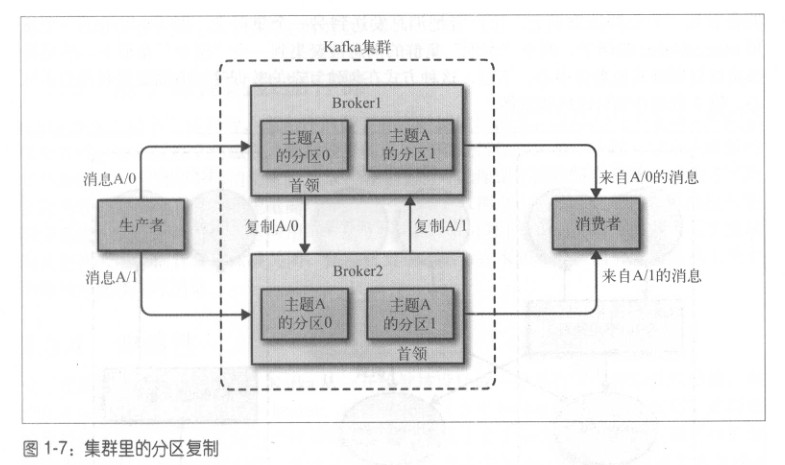 Kafka集群
Broker1
主题A
的分区0
主题A
的分区1
首领
消息A/0
来自A/0的消息
生产者
复制A/0
复制A/1
消费者
消息A/1
来自A/1的消息
Broker2
主题A
的分区0
主题A
的分区1
首领
图 1-7：集群里的分区复制